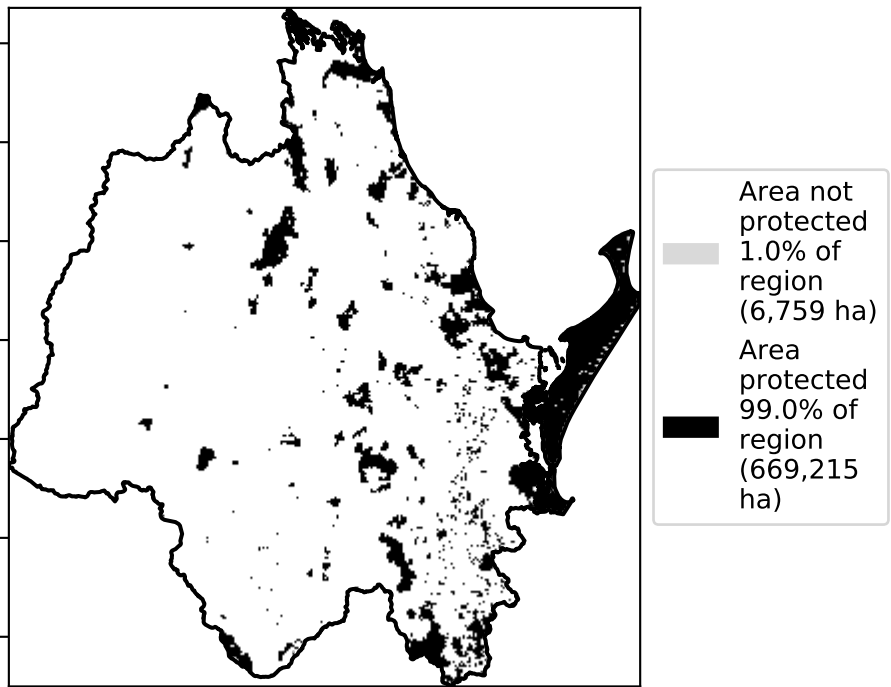 Area not
protected
1.0% of
region
(6,759 ha)
Area
protected
99.0% of
region
(669,215
ha)